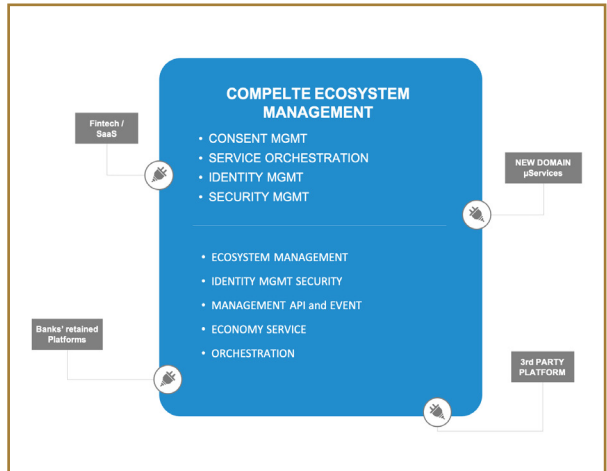 COMPELTE ECOSYSTEM
MANAGEMENT
• CONSENT MGMT
• SERVICE ORCHESTRATION
• IDENTITY MGMT
• SECURITY MGMT
• ECOSYSTEM MANAGEMENT
• IDENTITY MGMT SECURITY
• MANAGEMENT API and EVENT
• ECONOMY SERVICE
• ORCHESTRATION
Fintech /
SaaS
NEW DOMAIN
µServices
Banks' retained
Platforms
3rd PARTY
PLATFORM